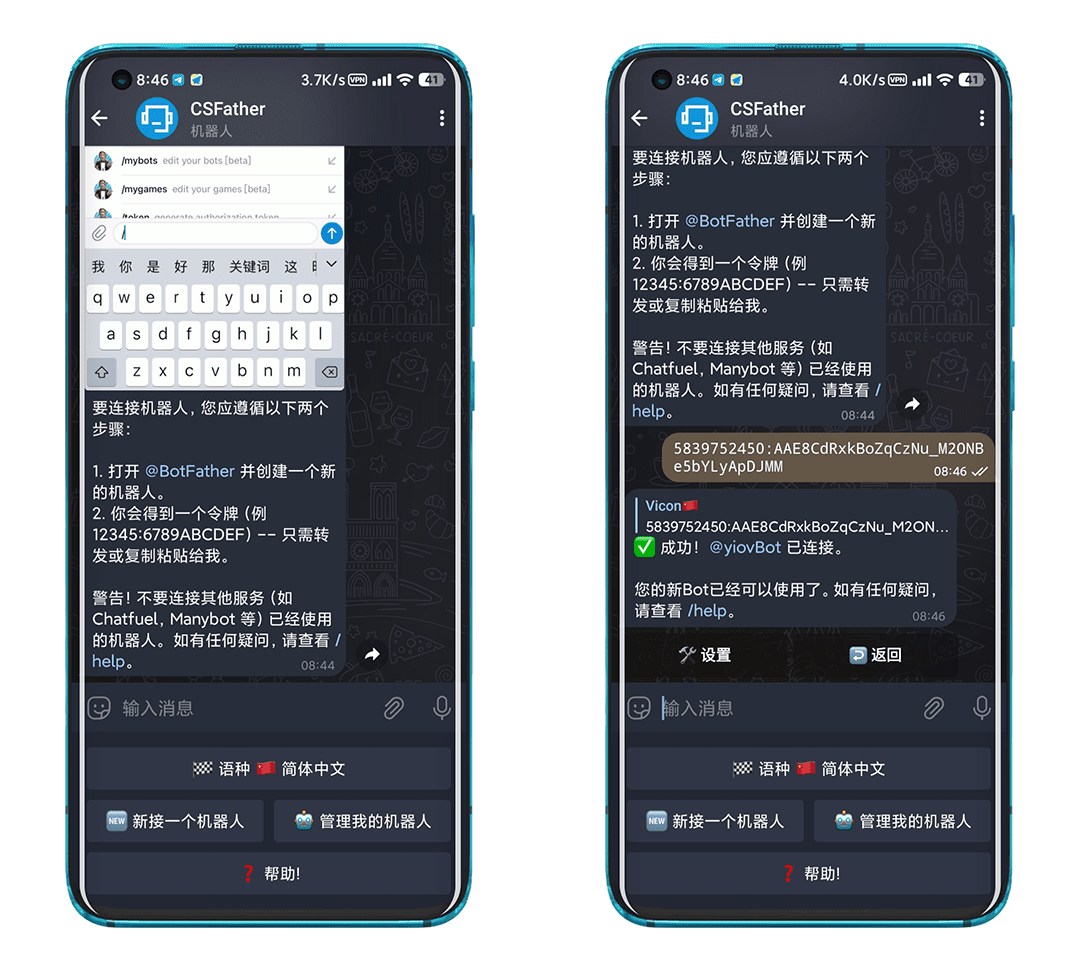 8:46
3.7K/s VPN 41
CSFather
机器人
/mybots edit your bots [beta]
/mygames edit your games [beta]
/token generate authorization token
/
我 你 是 好 那 关键词 这
q w e r t y u i o p
a s d f g h j k l
z x c v b n m
SACRÉ-COEUR
要连接机器人，您应遵循以下两个
步骤：
1. 打开 @BotFather 并创建一个新
的机器人。
2. 你会得到一个令牌 (例
12345:6789ABCDEF) -- 只需转
发或复制粘贴给我。
警告! 不要连接其他服务 (如
Chatfuel, Manybot 等) 已经使用
的机器人。如有任何疑问，请查看 /
help。
08:44
输入消息
语种 简体中文
NEW 新接一个机器人
管理我的机器人
❓ 帮助!
8:46
4.0K/s VPN 41
CSFather
机器人
要连接机器人，您应遵循以下两个
步骤：
1. 打开 @BotFather 并创建一个新
的机器人。
2. 你会得到一个令牌 (例
12345:6789ABCDEF) -- 只需转
发或复制粘贴给我。
SACRÉ-COEUR
警告! 不要连接其他服务 (如
Chatfuel, Manybot 等) 已经使用
的机器人。如有任何疑问，请查看 /
help。
08:44
5839752450:AAE8CdRxkBoZqCzNu_M2ONB
e5bYLyApDJMM
08:46
Vicon🇨🇳
5839752450:AAE8CdRxkBoZqCzNu_M2ON...
✅ 成功! @yiovBot 已连接。
您的新Bot已经可以使用了。如有任何疑问，
请查看 /help。
08:46
设置
返回
输入消息
语种 简体中文
NEW 新接一个机器人
管理我的机器人
❓ 帮助!